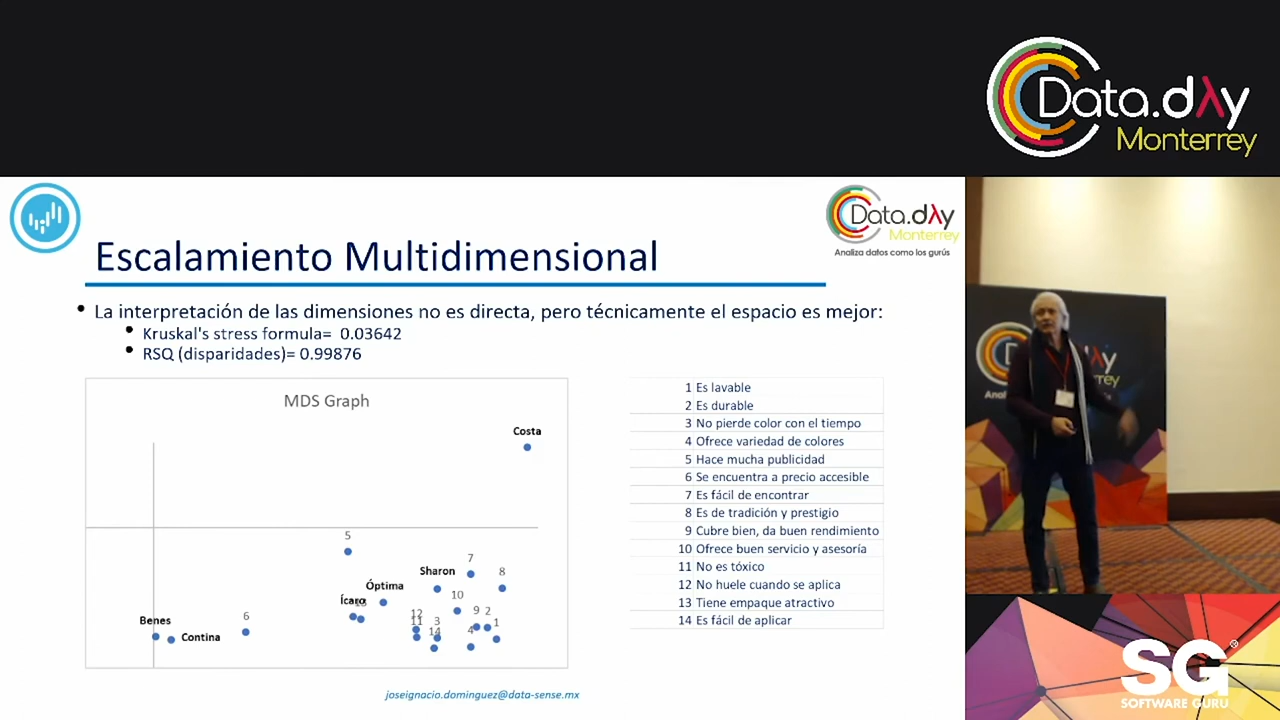 Data.dλy
Monterrey
Data.dλy
Monterrey
Analiza datos como los gurús
Escalamiento Multidimensional
• La interpretación de las dimensiones no es directa, pero técnicamente el espacio es mejor:
• Kruskal's stress formula= 0.03642
• RSQ (disparidades)= 0.99876
MDS Graph
Costa
5
7
Sharon
8
Óptima
10
Ícaro
12
9
2
11
3
1
14
4
6
Benes
Contina
1 Es lavable
2 Es durable
3 No pierde color con el tiempo
4 Ofrece variedad de colores
5 Hace mucha publicidad
6 Se encuentra a precio accesible
7 Es fácil de encontrar
8 Es de tradición y prestigio
9 Cubre bien, da buen rendimiento
10 Ofrece buen servicio y asesoría
11 No es tóxico
12 No huele cuando se aplica
13 Tiene empaque atractivo
14 Es fácil de aplicar
joseignacio.dominguez@data-sense.mx
SG
SOFTWARE GURU